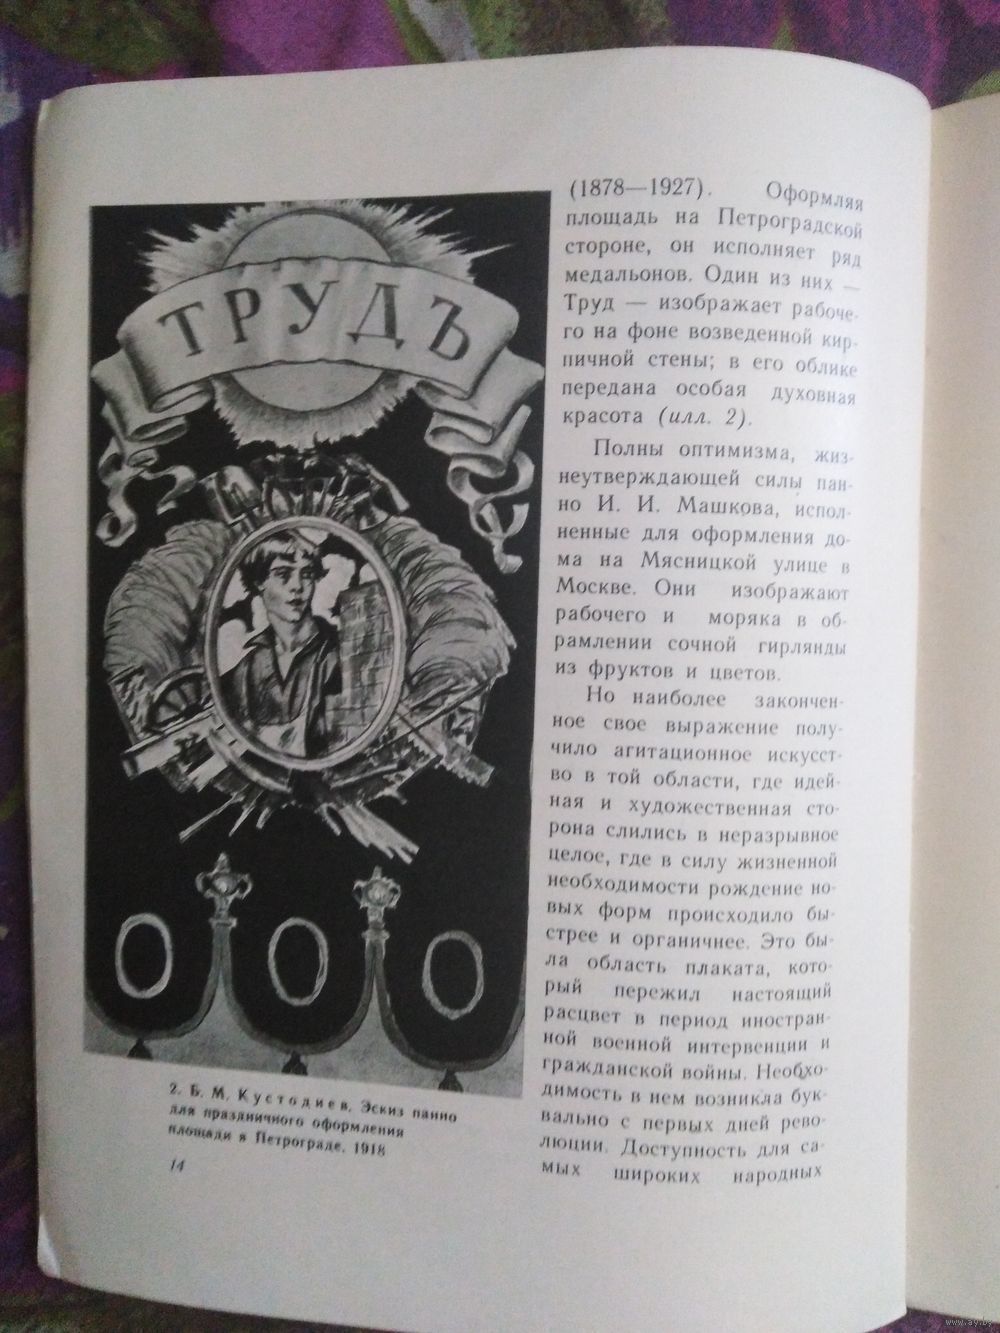 ТРУДЪ
2. Б. М. Кустодиев. Эскиз панно
для праздничного оформления
площади в Петрограде. 1918
14
(1878—1927). Оформляя
площадь на Петроградской
стороне, он исполняет ряд
медальонов. Один из них —
Труд — изображает рабоче-
го на фоне возведенной кир-
пичной стены; в его облике
передана особая духовная
красота (илл. 2).
Полны оптимизма, жиз-
неутверждающей силы пан-
но И. И. Машкова, испол-
ненные для оформления до-
ма на Мясницкой улице в
Москве. Они изображают
рабочего и моряка в об-
рамлении сочной гирлянды
из фруктов и цветов.
Но наиболее закончен-
ное свое выражение полу-
чило агитационное искусст-
во в той области, где идей-
ная и художественная сто-
рона слились в неразрывное
целое, где в силу жизненной
необходимости рождение но-
вых форм происходило бы-
стрее и органичнее. Это бы-
ла область плаката, кото-
рый пережил настоящий
расцвет в период иностран-
ной военной интервенции и
гражданской войны. Необхо-
димость в нем возникла бук-
вально с первых дней рево-
люции. Доступность для са-
мых широких народных
www.ay.by